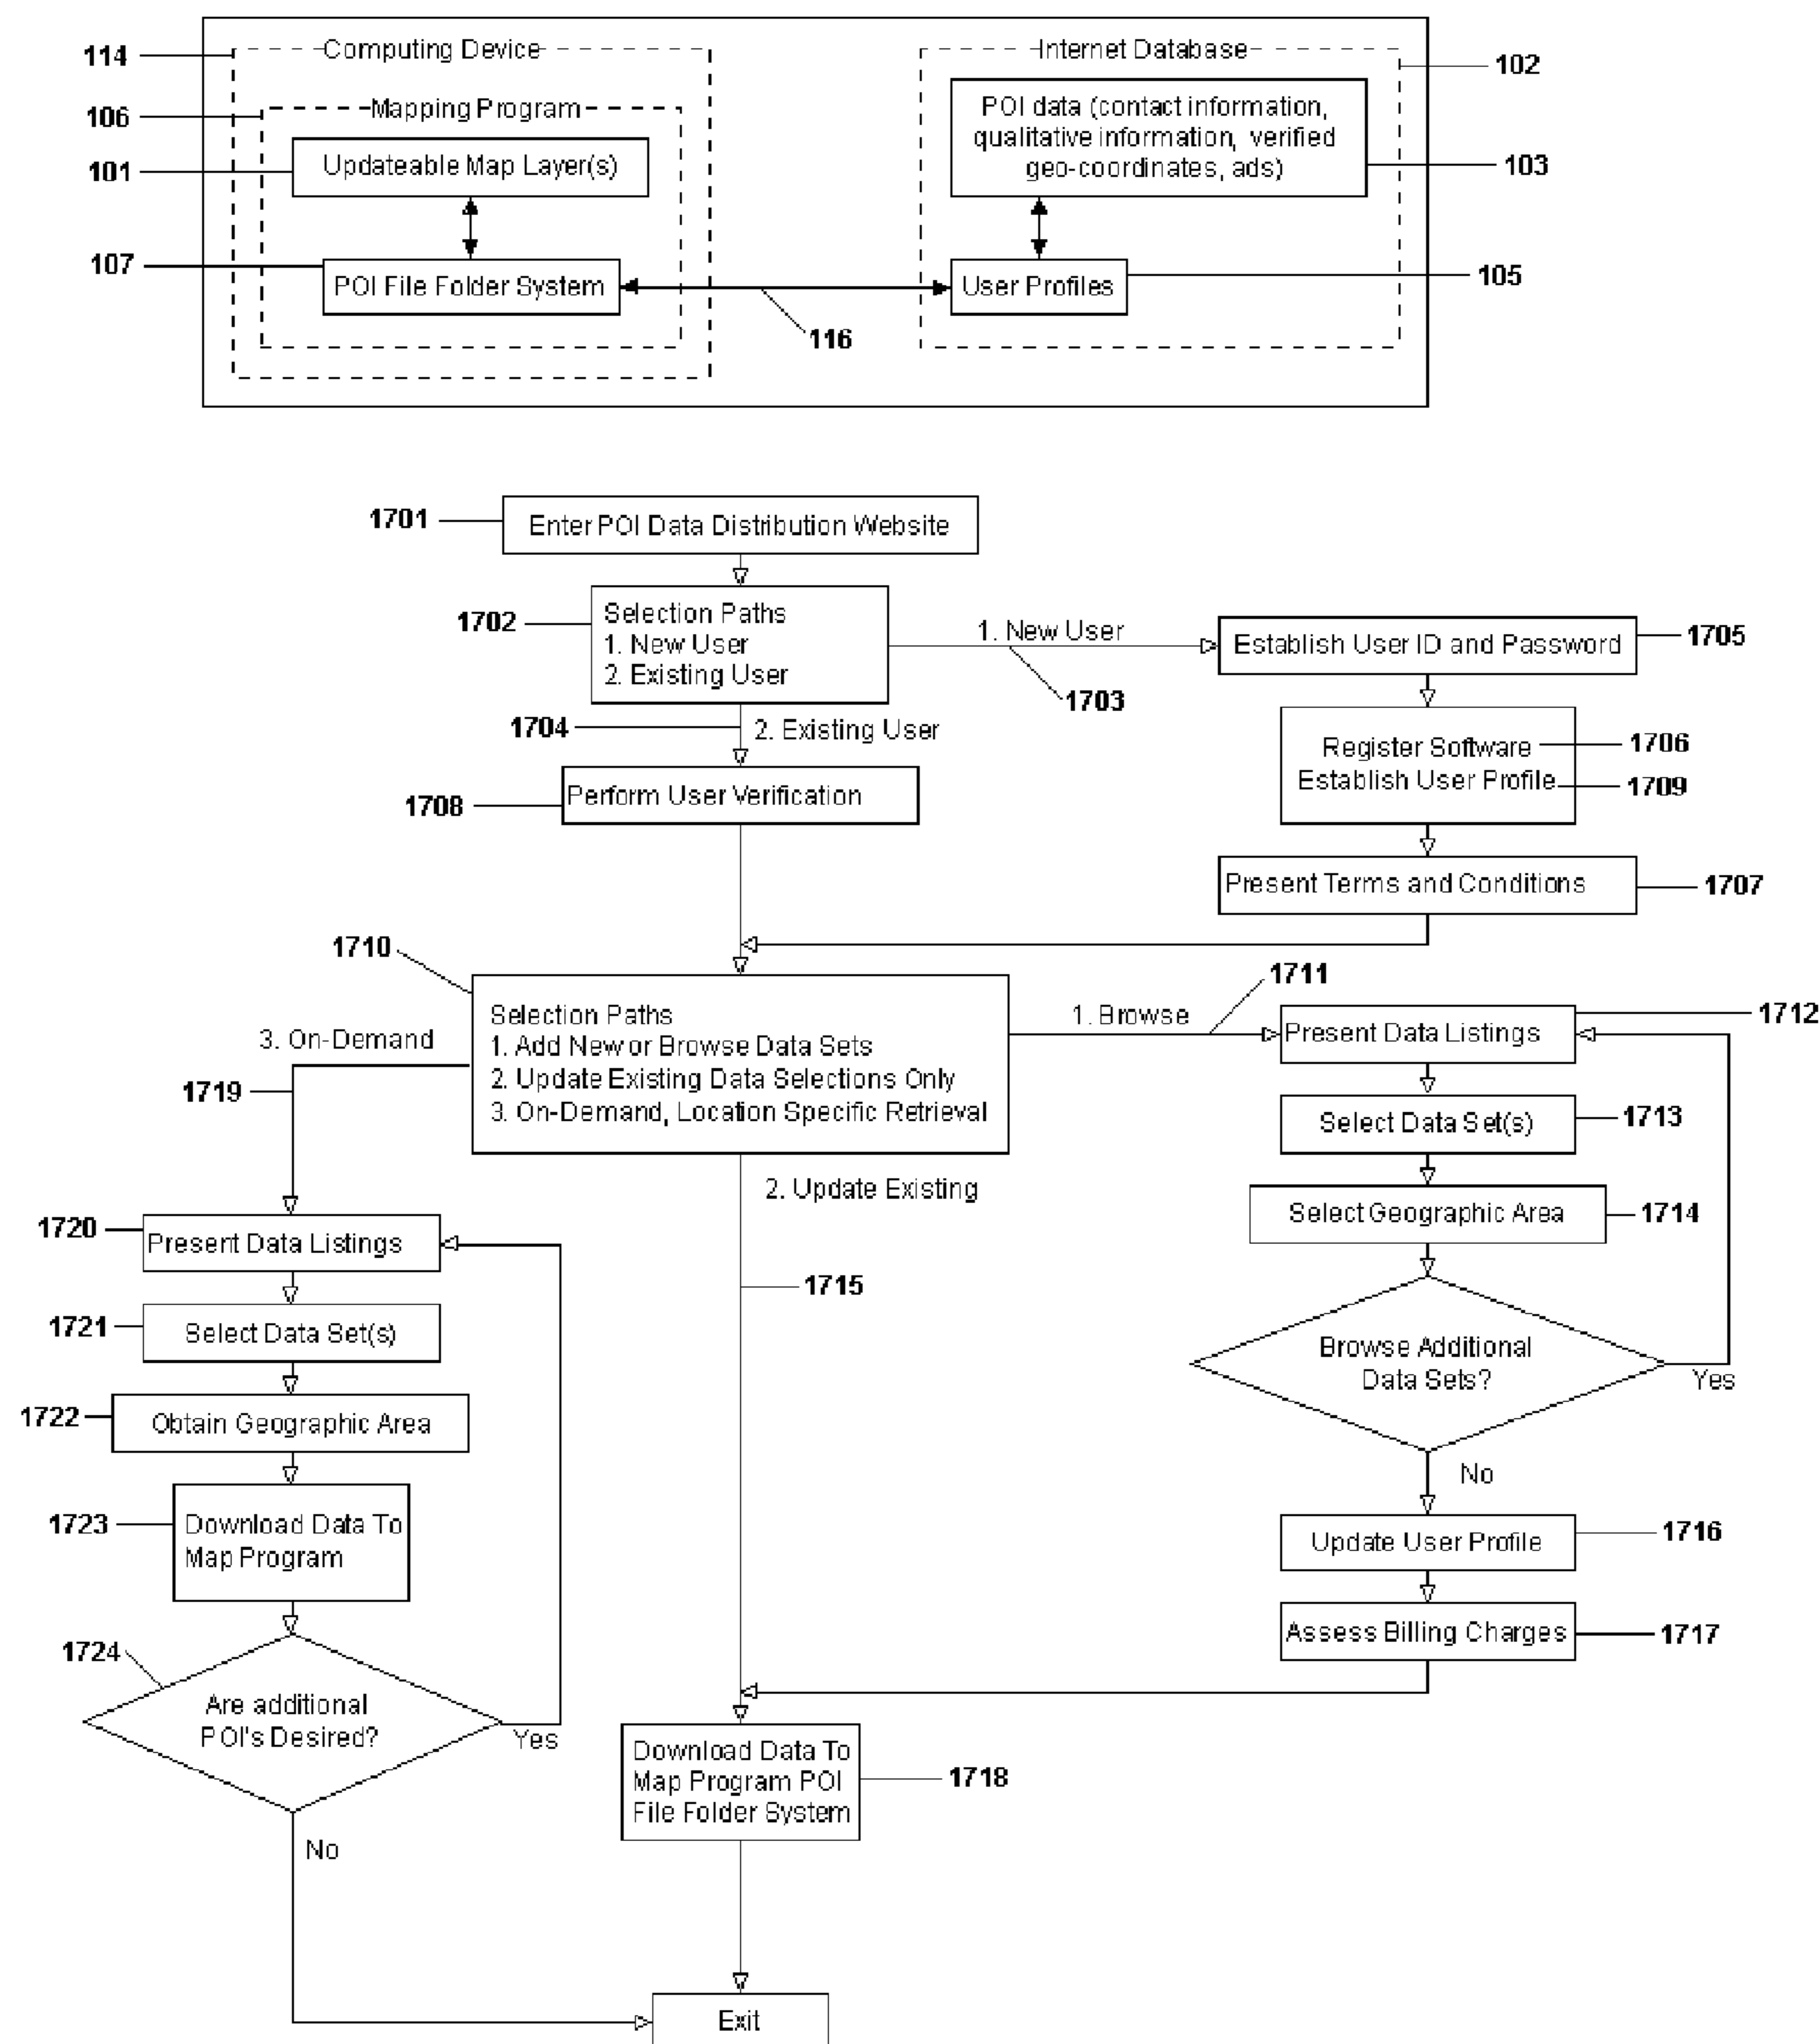 Computing Device
Internet Database
114
102
Mapping Program
106
POI data (contact information,
qualitative information, verified
geo-coordinates, ads)
103
101
Updateable Map Layer(s)
107
POI File Folder System
User Profiles
105
116
1701
Enter POI Data Distribution Website
1702
Selection Paths
1. New User
2. Existing User
1. New User
1703
Establish User ID and Password
1705
1704
2. Existing User
Register Software
1706
Establish User Profile
1709
1708
Perform User Verification
Present Terms and Conditions
1707
1710
Selection Paths
1. Add New or Browse Data Sets
2. Update Existing Data Selections Only
3. On-Demand, Location Specific Retrieval
1711
1. Browse
Present Data Listings
1712
3. On-Demand
1719
Select Data Set(s)
1713
2. Update Existing
Select Geographic Area
1714
1720
Present Data Listings
1715
1721
Select Data Set(s)
Browse Additional
Data Sets?
Yes
1722
Obtain Geographic Area
No
1723
Download Data To
Map Program
Update User Profile
1716
Assess Billing Charges
1717
1724
Are additional
POI's Desired?
Yes
Download Data To
Map Program POI
File Folder System
1718
No
Exit